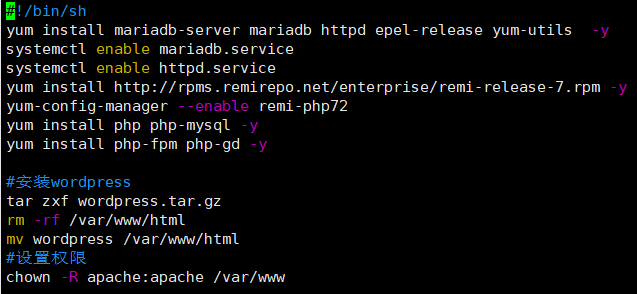 #!/bin/sh
yum install mariadb-server mariadb httpd epel-release yum-utils  -y
systemctl enable mariadb.service
systemctl enable httpd.service
yum install http://rpms.remirepo.net/enterprise/remi-release-7.rpm -y
yum-config-manager --enable remi-php72
yum install php php-mysql -y
yum install php-fpm php-gd -y

#安装wordpress
tar zxf wordpress.tar.gz
rm -rf /var/www/html
mv wordpress /var/www/html
#设置权限
chown -R apache:apache /var/www